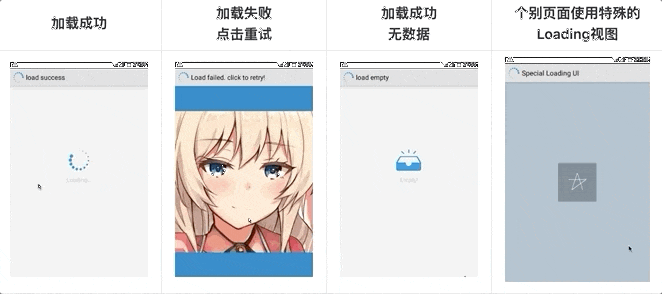 加载成功
加载失败
点击重试
加载成功
无数据
个别页面使用特殊的
Loading视图
load success
Loading...
Load failed. click to retry!
load empty
Empty!
Special Loading UI